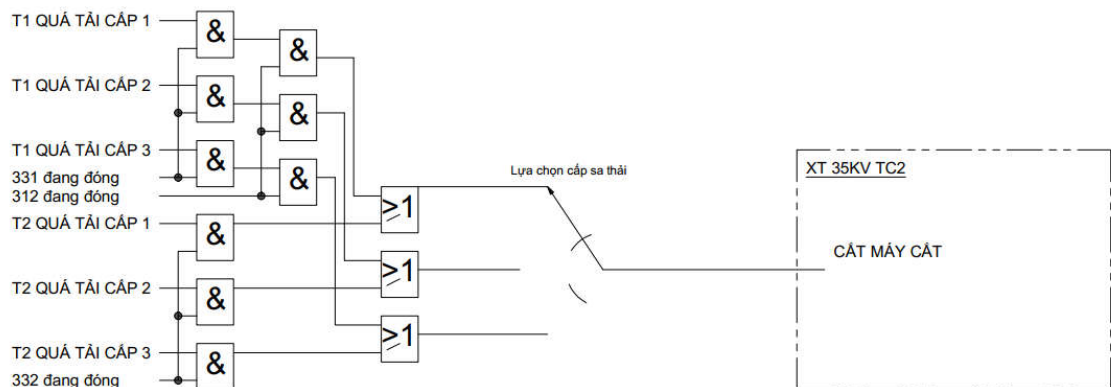 T1 QUÁ TẢI CẤP 1
&
&
T1 QUÁ TẢI CẤP 2
&
&
T1 QUÁ TẢI CẤP 3
&
331 đang đóng
&
312 đang đóng
Lựa chọn cấp sa thải
XT 35KV TC2
≥1
T2 QUÁ TẢI CẤP 1
&
CẮT MÁY CẮT
≥1
T2 QUÁ TẢI CẤP 2
&
≥1
T2 QUÁ TẢI CẤP 3
&
332 đang đóng